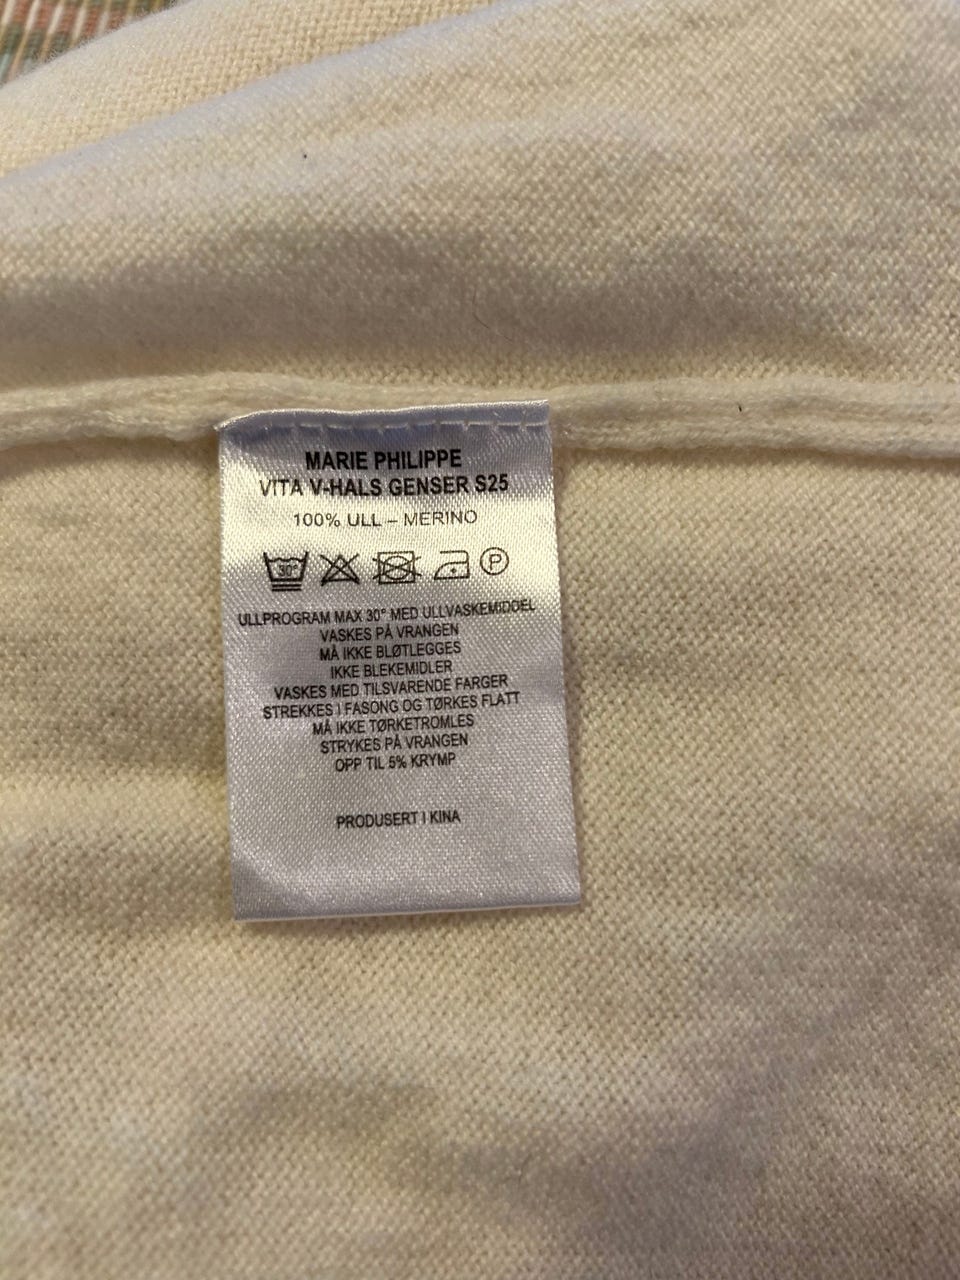 MARIE PHILIPPE
VITA V-HALS GENSER S25
100% ULL – MERINO
30° P
ULLPROGRAM MAX 30° MED ULLVASKEMIDDEL
VASKES PÅ VRANGEN
MÅ IKKE BLØTLEGGES
IKKE BLEKEMIDLER
VASKES MED TILSVARENDE FARGER
STREKKES I FASONG OG TØRKES FLATT
MÅ IKKE TØRKETROMLES
STRYKES PÅ VRANGEN
OPP TIL 5% KRYMP
PRODUSERT I KINA